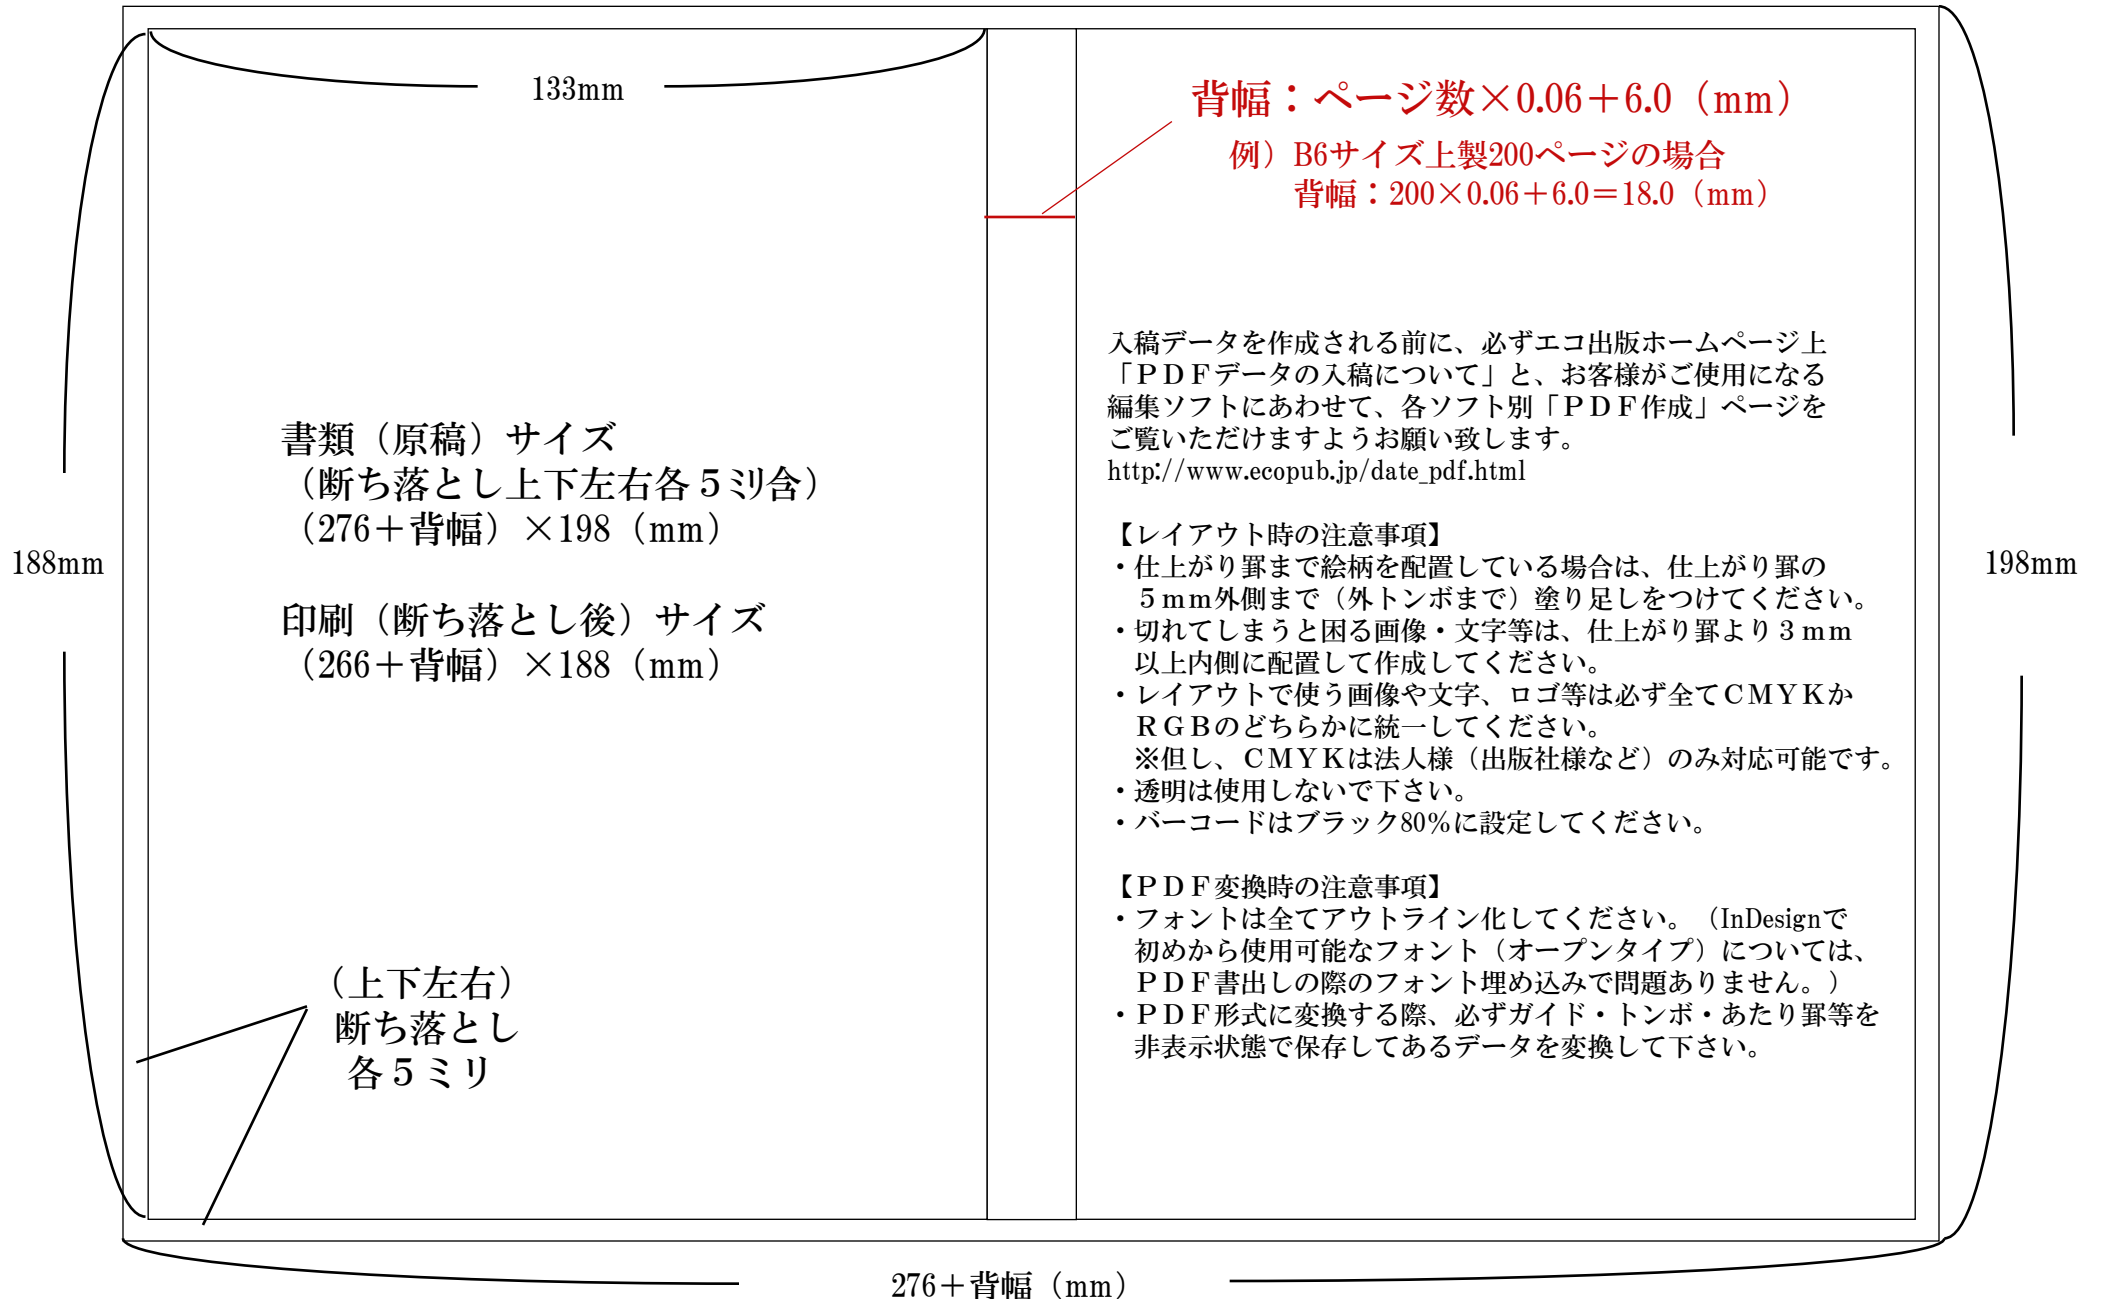 133mm
188mm
書類（原稿）サイズ
（断ち落とし上下左右各５ミリ含）
（276＋背幅）×198（mm）
印刷（断ち落とし後）サイズ
（266＋背幅）×188（mm）
（上下左右）
断ち落とし
各５ミリ
背幅：ページ数×0.06＋6.0（mm）
例）B6サイズ上製200ページの場合
背幅：200×0.06＋6.0＝18.0（mm）
入稿データを作成される前に、必ずエコ出版ホームページ上
「ＰＤＦデータの入稿について」と、お客様がご使用になる
編集ソフトにあわせて、各ソフト別「ＰＤＦ作成」ページを
ご覧いただけますようお願い致します。
http://www.ecopub.jp/date_pdf.html
【レイアウト時の注意事項】
・仕上がり罫まで絵柄を配置している場合は、仕上がり罫の
５ｍｍ外側まで（外トンボまで）塗り足しをつけてください。
・切れてしまうと困る画像・文字等は、仕上がり罫より３ｍｍ
以上内側に配置して作成してください。
・レイアウトで使う画像や文字、ロゴ等は必ず全てＣＭＹＫか
ＲＧＢのどちらかに統一してください。
※但し、ＣＭＹＫは法人様（出版社様など）のみ対応可能です。
・透明は使用しないで下さい。
・バーコードはブラック80％に設定してください。
【ＰＤＦ変換時の注意事項】
・フォントは全てアウトライン化してください。（InDesignで
初めから使用可能なフォント（オープンタイプ）については、
ＰＤＦ書出しの際のフォント埋め込みで問題ありません。）
・ＰＤＦ形式に変換する際、必ずガイド・トンボ・あたり罫等を
非表示状態で保存してあるデータを変換して下さい。
198mm
276＋背幅（mm）